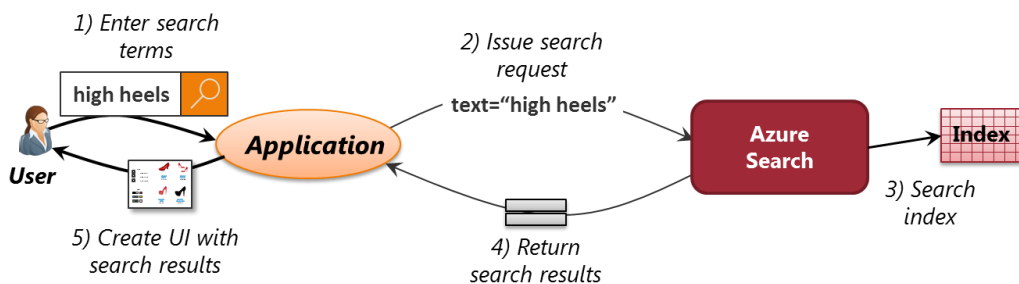 1) Enter search
terms
high heels
User
Application
5) Create UI with
search results
2) Issue search
request
text=“high heels”
4) Return
search results
Azure
Search
Index
3) Search
index